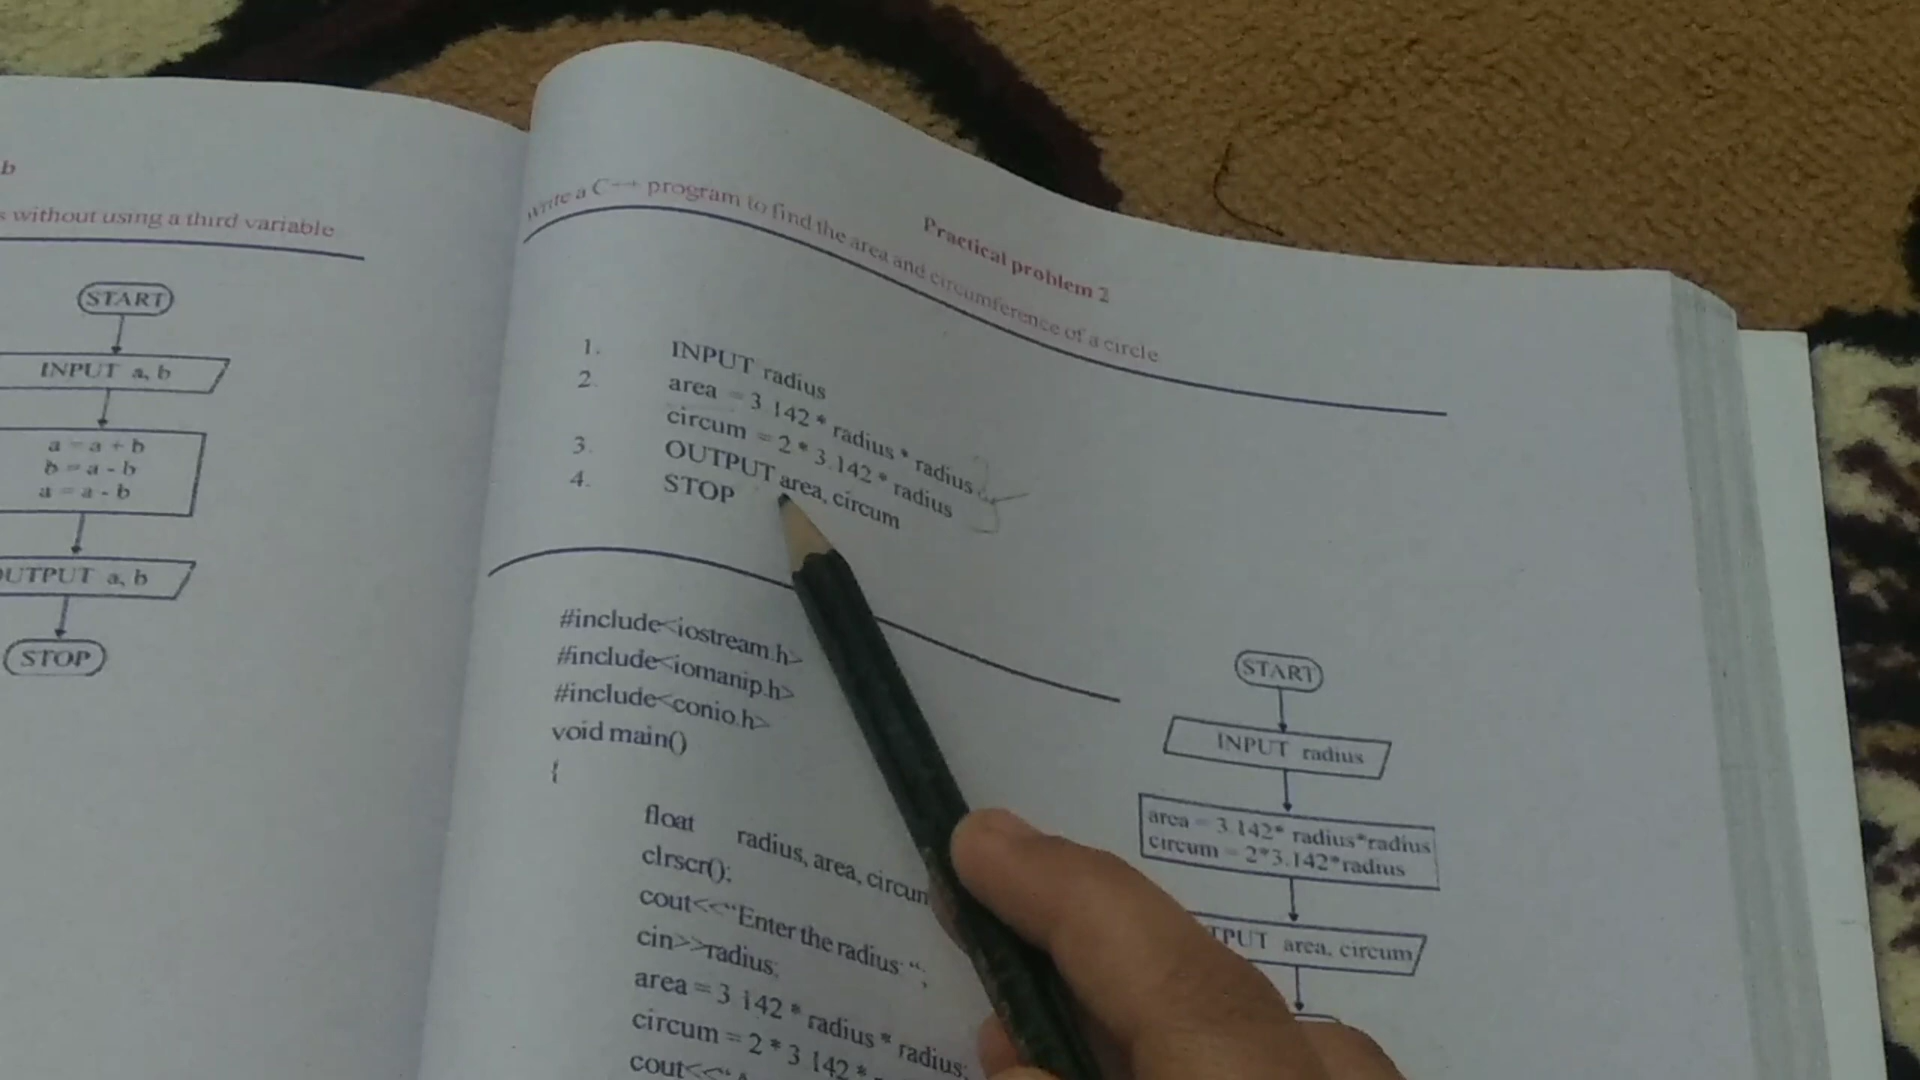 b
s without using a third variable
START
INPUT a, b
a = a + b
b = a - b
a = a - b
OUTPUT a, b
STOP
Practical problem 2
Write a C++ program to find the area and circumference of a circle
1. INPUT radius
2. area = 3.142 * radius * radius
circum = 2 * 3.142 * radius
3. OUTPUT area, circum
4. STOP
#include<iostream.h>
#include<iomanip.h>
#include<conio.h>
void main()
{
float radius, area, circum
clrscr();
cout<<"Enter the radius: ";
cin>>radius;
area = 3.142 * radius * radius;
circum = 2 * 3.142 *
cout<<"
START
INPUT radius
area = 3.142* radius*radius
circum = 2*3.142*radius
TPUT area, circum